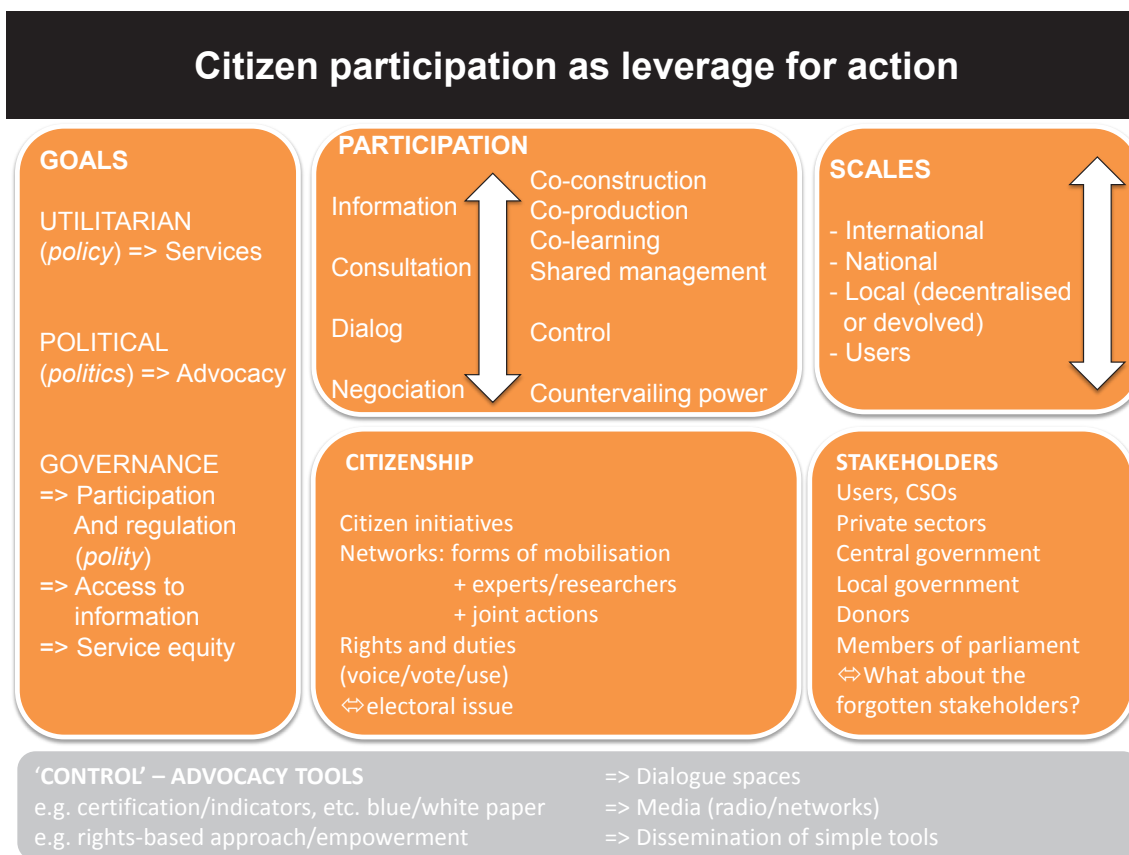 Citizen participation as leverage for action
GOALS
UTILITARIAN
(policy) => Services
POLITICAL
(politics) => Advocacy
GOVERNANCE
=> Participation
And regulation
(polity)
=> Access to
information
=> Service equity
PARTICIPATION
Information
Consultation
Dialog
Negociation
Co-construction
Co-production
Co-learning
Shared management
Control
Countervailing power
SCALES
- International
- National
- Local (decentralised
or devolved)
- Users
CITIZENSHIP
Citizen initiatives
Networks: forms of mobilisation
+ experts/researchers
+ joint actions
Rights and duties
(voice/vote/use)
⇔electoral issue
STAKEHOLDERS
Users, CSOs
Private sectors
Central government
Local government
Donors
Members of parliament
⇔What about the
forgotten stakeholders?
‘CONTROL’ – ADVOCACY TOOLS
e.g. certification/indicators, etc. blue/white paper
e.g. rights-based approach/empowerment
=> Dialogue spaces
=> Media (radio/networks)
=> Dissemination of simple tools